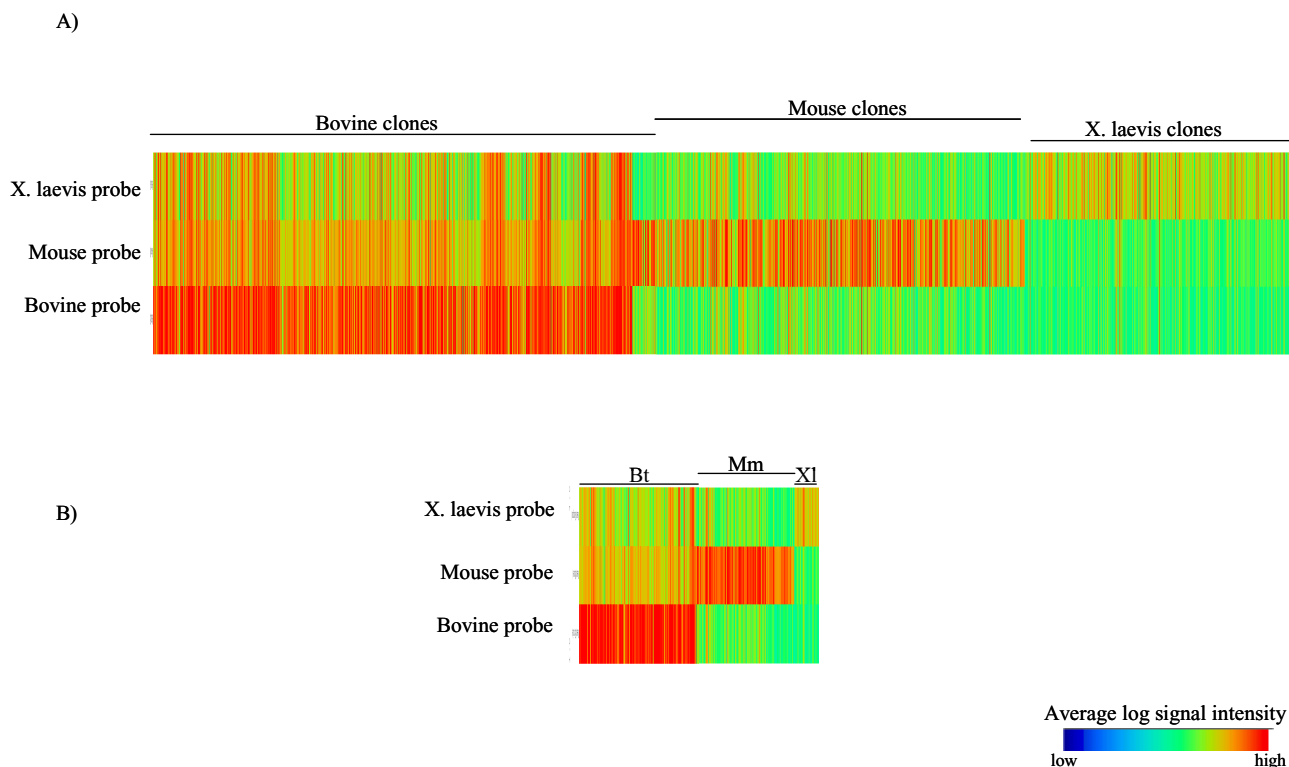 A)
Bovine clones
Mouse clones
X. laevis clones
X. laevis probe
Mouse probe
Bovine probe
B)
Bt
Mm
Xl
X. laevis probe
Mouse probe
Bovine probe
Average log signal intensity
low
high